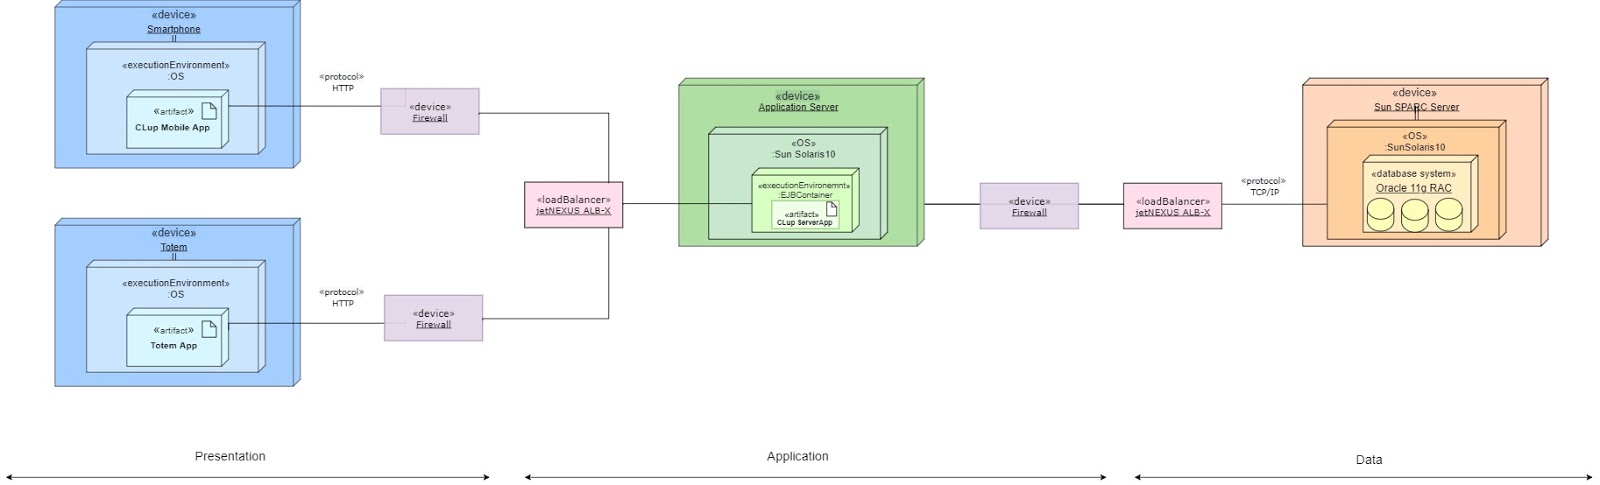 «device»
Smartphone
«executionEnvironment»
:OS
«artifact»
CLup Mobile App
«protocol»
HTTP
«device»
Firewall
«device»
Totem
«executionEnvironment»
:OS
«artifact»
Totem App
«protocol»
HTTP
«device»
Firewall
«loadBalancer»
jetNEXUS ALB-X
«device»
Application Server
«OS»
:Sun Solaris10
«executionEnvironemnt»
:EJBContainer
«artifact»
CLup ServerApp
«device»
Firewall
«loadBalancer»
jetNEXUS ALB-X
«protocol»
TCP/IP
«device»
Sun SPARC Server
«OS»
:SunSolaris10
«database system»
Oracle 11g RAC
Presentation
Application
Data